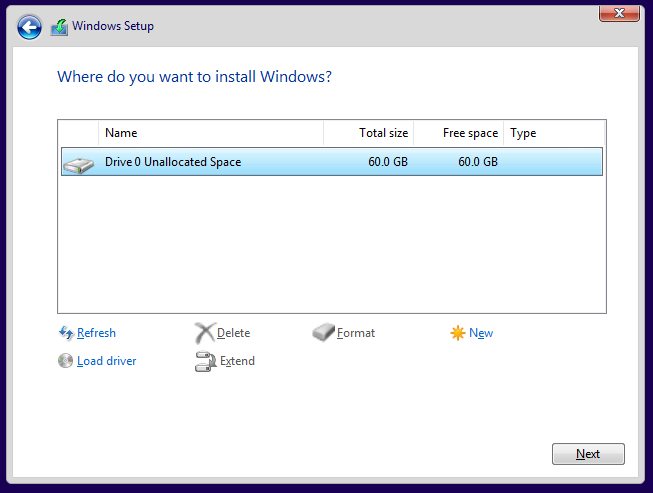 Windows Setup
Where do you want to install Windows?
Name Total size Free space Type
Drive 0 Unallocated Space 60.0 GB 60.0 GB
Refresh Delete Format New
Load driver Extend
Next